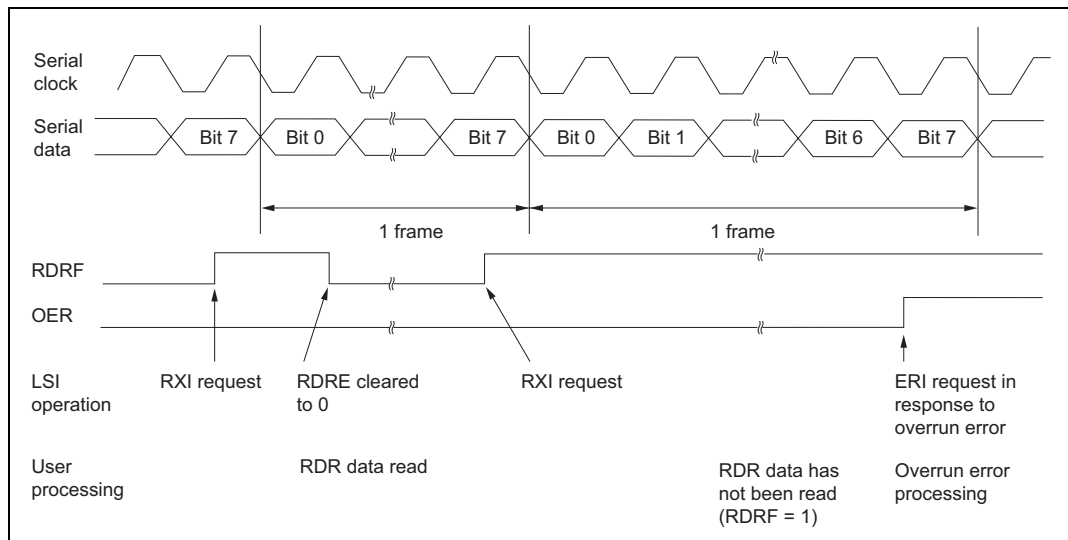 Serial
clock
Serial
data
Bit 7
Bit 0
Bit 7
Bit 0
Bit 1
Bit 6
Bit 7
1 frame
1 frame
RDRF
OER
LSI
operation
RXI request
RDRE cleared
to 0
RXI request
ERI request in
response to
overrun error
User
processing
RDR data read
RDR data has
not been read
(RDRF = 1)
Overrun error
processing